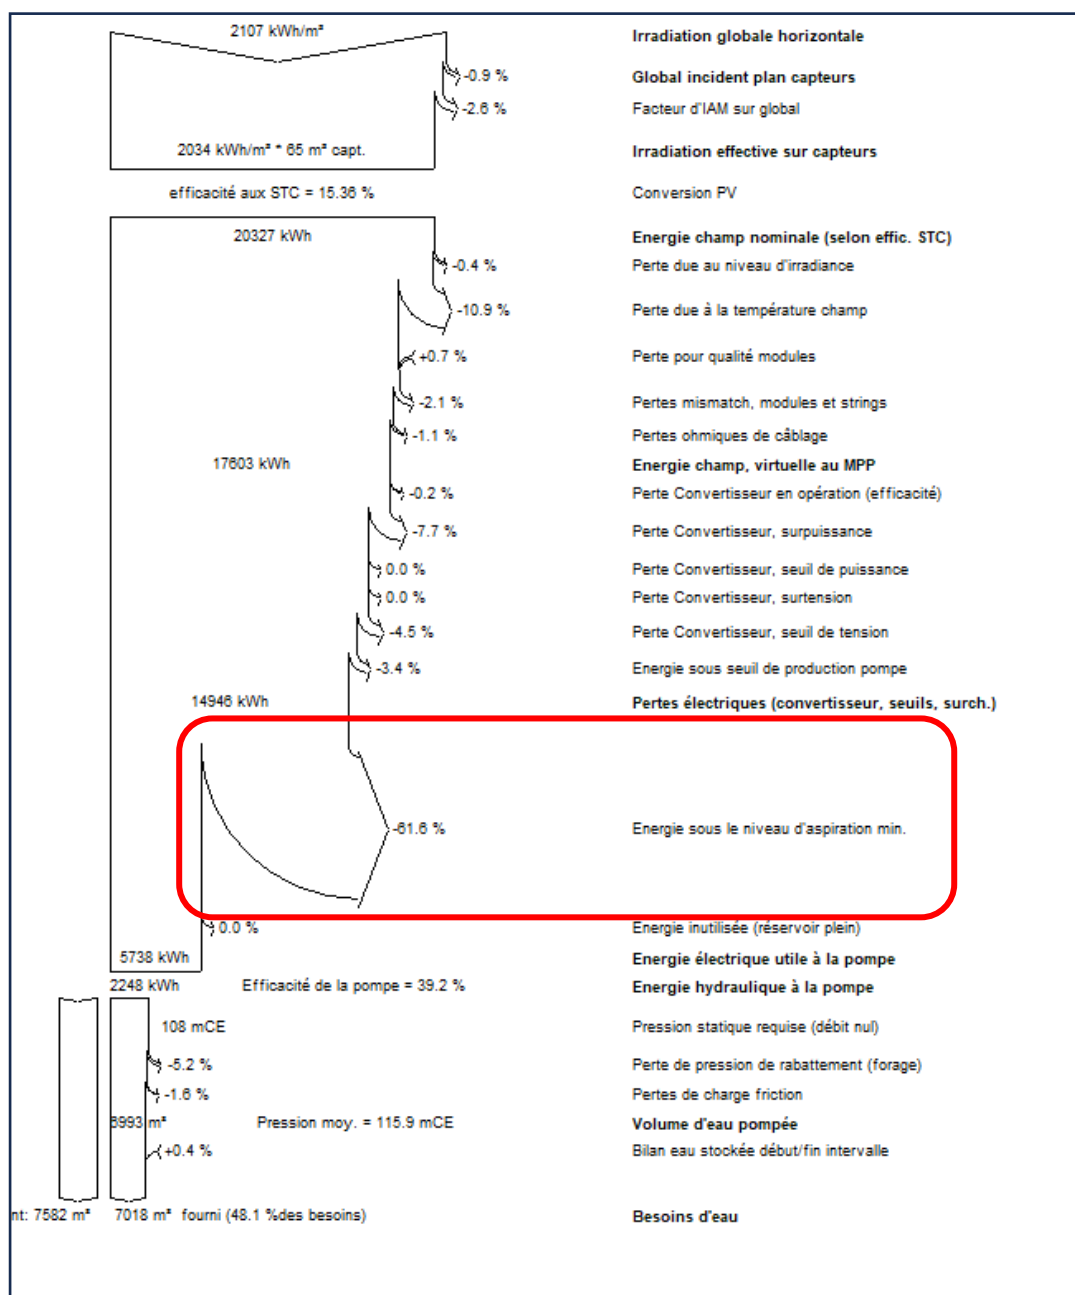 2107 kWh/m² Irradiation globale horizontale
-0.9 % Global incident plan capteurs
-2.6 % Facteur d'IAM sur global
2034 kWh/m² * 65 m² capt. Irradiation effective sur capteurs
efficacité aux STC = 15.36 % Conversion PV
20327 kWh Energie champ nominale (selon effic. STC)
-0.4 % Perte due au niveau d'irradiance
-10.9 % Perte due à la température champ
+0.7 % Perte pour qualité modules
-2.1 % Pertes mismatch, modules et strings
-1.1 % Pertes ohmiques de câblage
17603 kWh Energie champ, virtuelle au MPP
-0.2 % Perte Convertisseur en opération (efficacité)
-7.7 % Perte Convertisseur, surpuissance
0.0 % Perte Convertisseur, seuil de puissance
0.0 % Perte Convertisseur, surtension
-4.5 % Perte Convertisseur, seuil de tension
-3.4 % Energie sous seuil de production pompe
14946 kWh Pertes électriques (convertisseur, seuils, surch.)
-61.6 % Energie sous le niveau d'aspiration min.
0.0 % Energie inutilisée (réservoir plein)
5738 kWh Energie électrique utile à la pompe
2248 kWh Efficacité de la pompe = 39.2 % Energie hydraulique à la pompe
108 mCE Pression statique requise (débit nul)
-5.2 % Perte de pression de rabattement (forage)
-1.6 % Pertes de charge friction
6993 m³ Pression moy. = 115.9 mCE Volume d'eau pompée
+0.4 % Bilan eau stockée début/fin intervalle
nt: 7582 m³ 7018 m³ fourni (48.1 %des besoins) Besoins d'eau